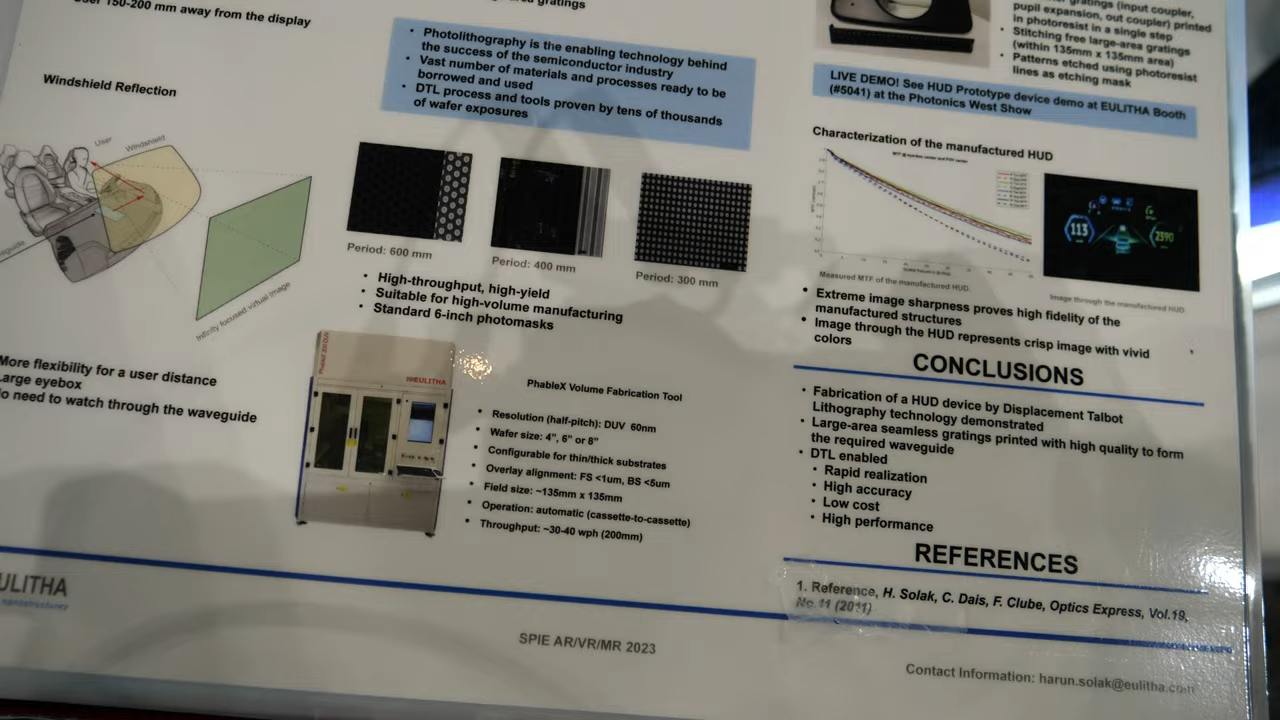 User 150-200 mm away from the display
Windshield Reflection
User
Windshield
Infinity focused virtual image
More flexibility for a user distance
Large eyebox
No need to watch through the waveguide
EULITHA
gratings
• Photolithography is the enabling technology behind
the success of the semiconductor industry
• Vast number of materials and processes ready to be
borrowed and used
• DTL process and tools proven by tens of thousands
of wafer exposures
Period: 600 mm
Period: 400 mm
Period: 300 mm
• High-throughput, high-yield
• Suitable for high-volume manufacturing
• Standard 6-inch photomasks
EULITHA
PhableX Volume Fabrication Tool
• Resolution (half-pitch): DUV 60nm
• Wafer size: 4", 6" or 8"
• Configurable for thin/thick substrates
• Overlay alignment: FS <1um, BS <5um
• Field size: ~135mm x 135mm
• Operation: automatic (cassette-to-cassette)
• Throughput: ~30-40 wph (200mm)
gratings (input coupler,
pupil expansion, out coupler) printed
in photoresist in a single step
• Stitching free large-area gratings
(within 135mm x 135mm area)
• Patterns etched using photoresist
lines as etching mask
LIVE DEMO! See HUD Prototype device demo at EULITHA Booth
(#5041) at the Photonics West Show
Characterization of the manufactured HUD
113
2390
Measured MTF of the manufactured HUD.
Image through the manufactured HUD
• Extreme image sharpness proves high fidelity of the
manufactured structures
• Image through the HUD represents crisp image with vivid
colors
CONCLUSIONS
• Fabrication of a HUD device by Displacement Talbot
Lithography technology demonstrated
• Large-area seamless gratings printed with high quality to form
the required waveguide
• DTL enabled
• Rapid realization
• High accuracy
• Low cost
• High performance
REFERENCES
1. Reference, H. Solak, C. Dais, F. Clube, Optics Express, Vol.19,
No.11 (2011)
SPIE AR/VR/MR 2023
Contact Information: harun.solak@eulitha.com